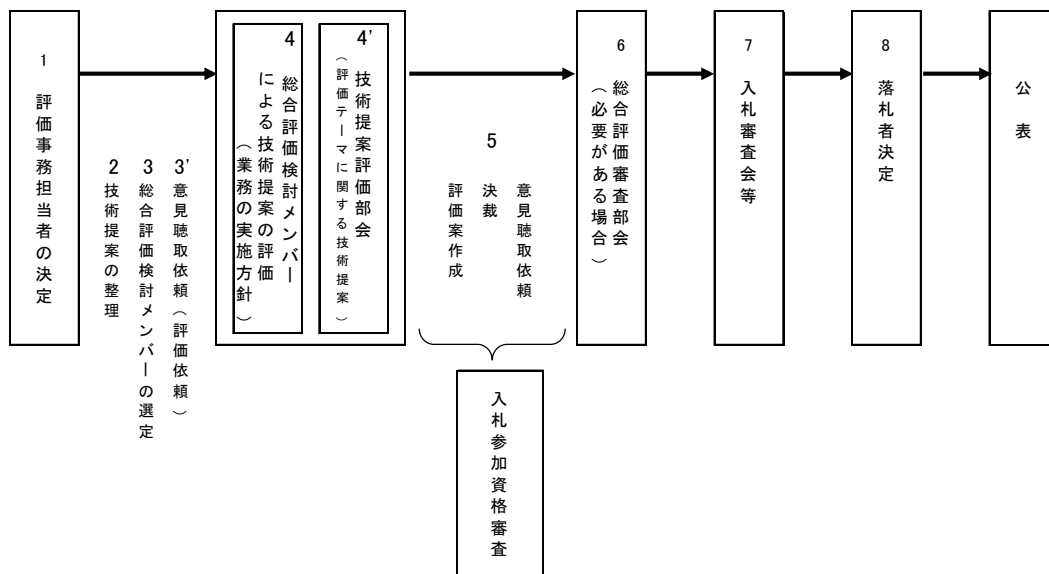 1
評価事務担当者の決定
2
技術提案の整理
3
総合評価検討メンバーの選定
3'
意見聴取依頼(評価依頼)
4
総合評価検討メンバー
による技術提案の評価
(業務の実施方針)
4'
技術提案評価部会
(評価テーマに関する技術提案)
5
評価案作成
決裁
意見聴取依頼
入札参加資格審査
6
総合評価審査部会
(必要がある場合)
7
入札審査会等
8
落札者決定
公表